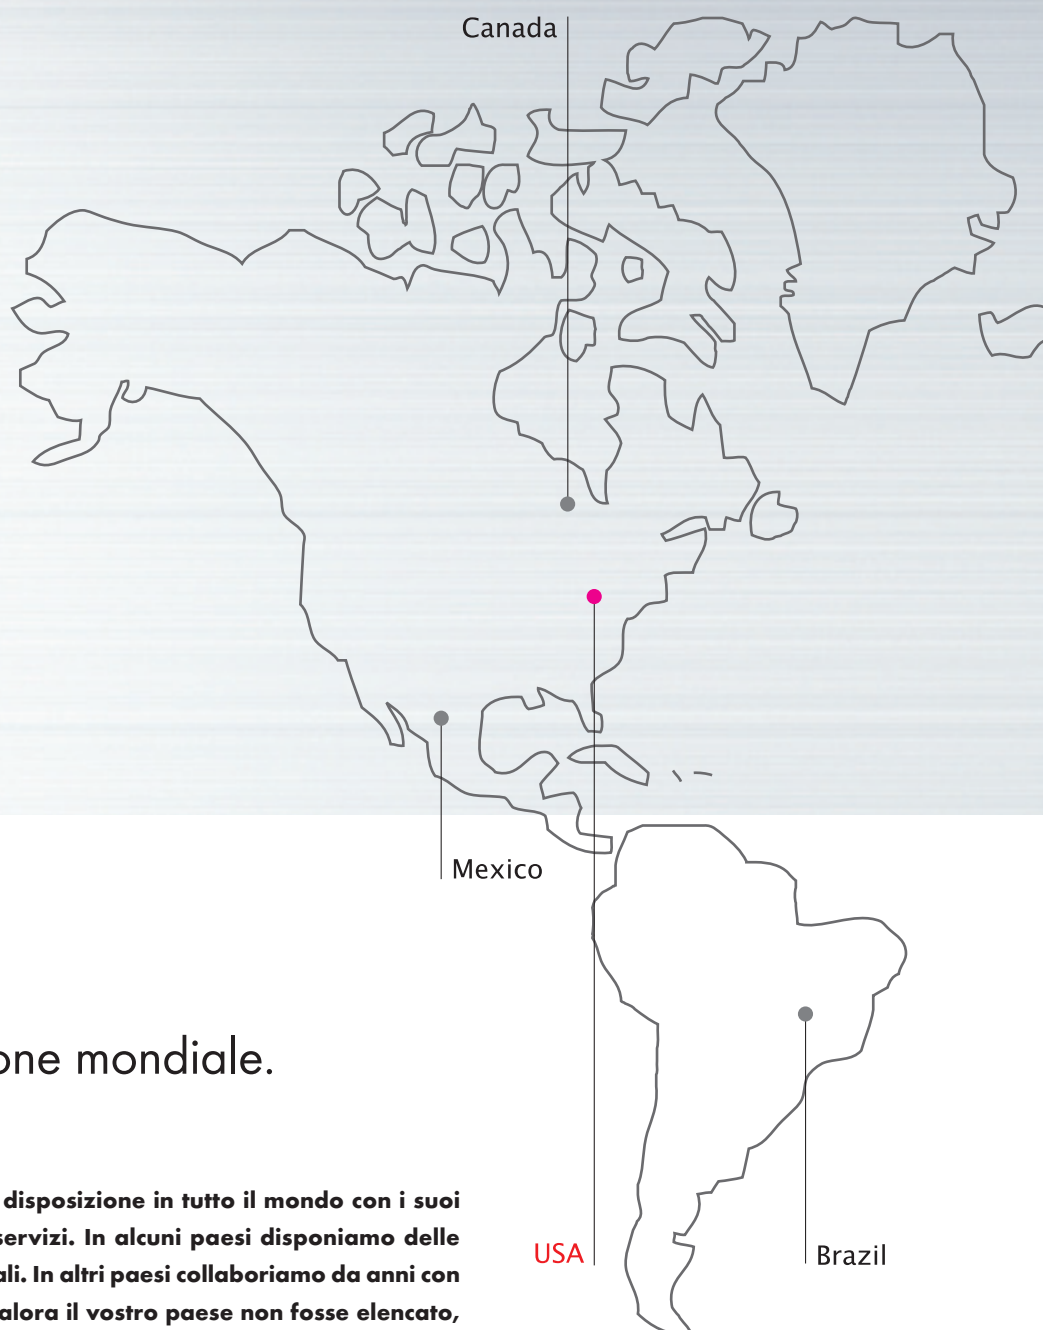 Canada
Mexico
one mondiale.
disposizione in tutto il mondo con i suoi
servizi. In alcuni paesi disponiamo delle
ali. In altri paesi collaboriamo da anni con
alora il vostro paese non fosse elencato,
USA
Brazil